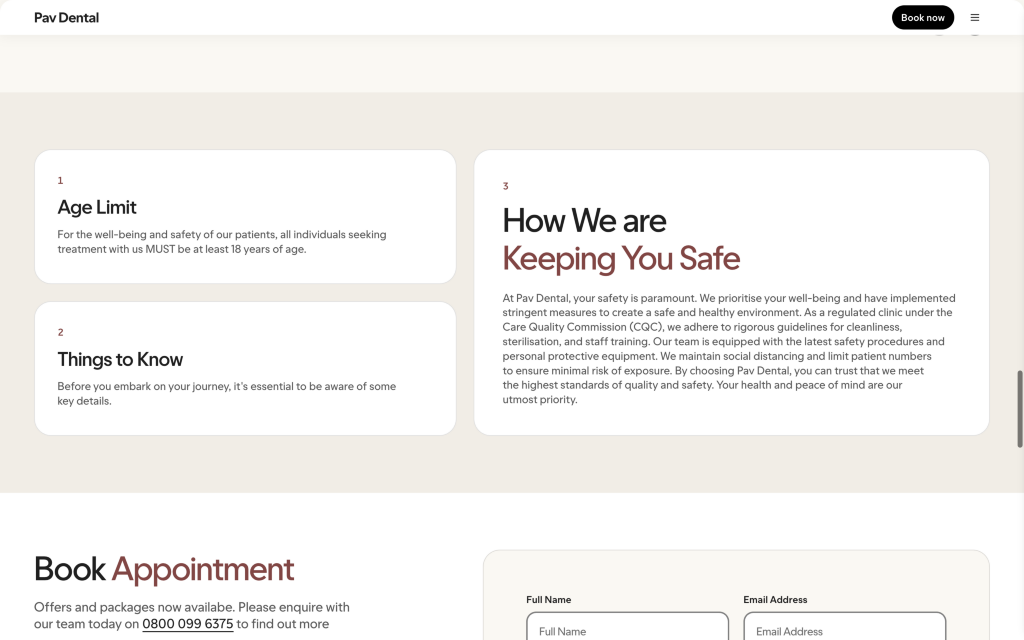 Pav Dental
Book now
1
Age Limit
For the well-being and safety of our patients, all individuals seeking
treatment with us MUST be at least 18 years of age.
2
Things to Know
Before you embark on your journey, it's essential to be aware of some
key details.
3
How We are
Keeping You Safe
At Pav Dental, your safety is paramount. We prioritise your well-being and have implemented
stringent measures to create a safe and healthy environment. As a regulated clinic under the
Care Quality Commission (CQC), we adhere to rigorous guidelines for cleanliness,
sterilisation, and staff training. Our team is equipped with the latest safety procedures and
personal protective equipment. We maintain social distancing and limit patient numbers
to ensure minimal risk of exposure. By choosing Pav Dental, you can trust that we meet
the highest standards of quality and safety. Your health and peace of mind are our
utmost priority.
Book Appointment
Offers and packages now availabe. Please enquire with
our team today on 0800 099 6375 to find out more
Full Name
Full Name
Email Address
Email Address